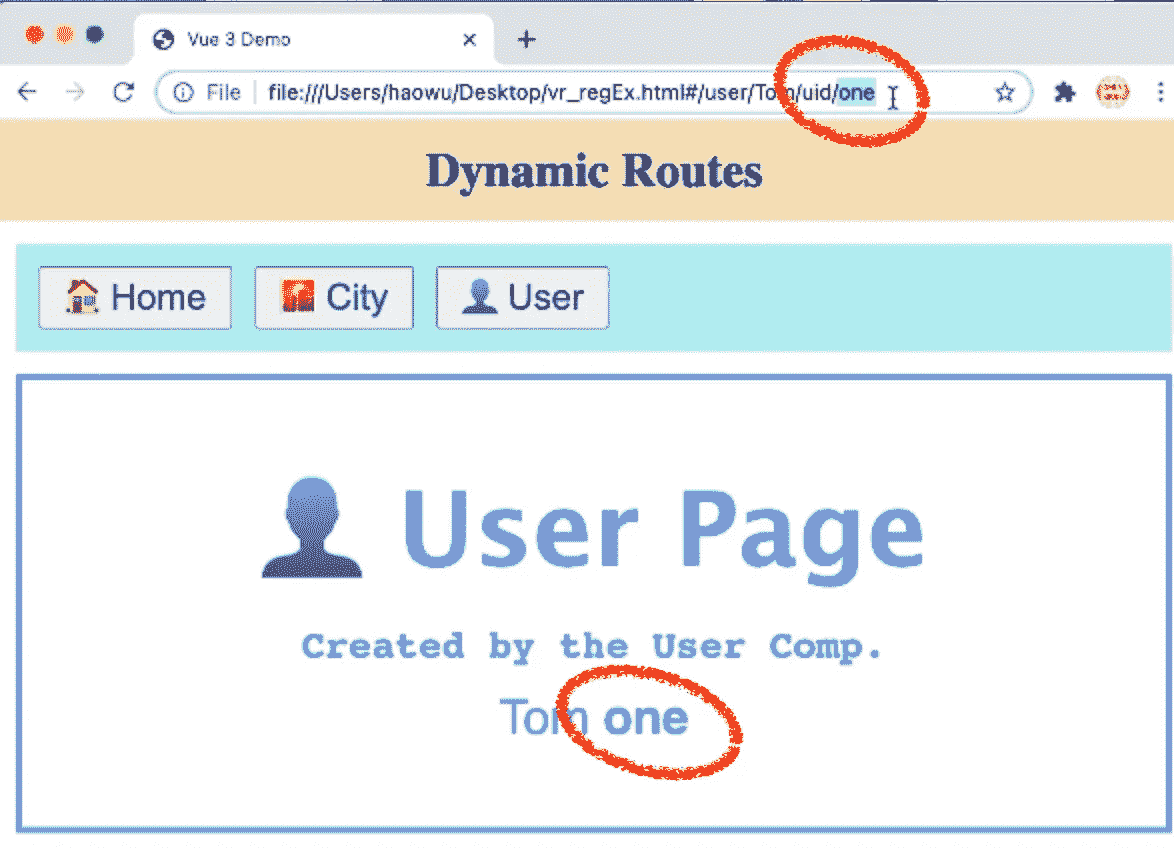 Vue 3 Demo
File file:///Users/haowu/Desktop/vr_regEx.html#/user/Tom/uid/one
Dynamic Routes
Home City User
User Page
Created by the User Comp.
Tom one